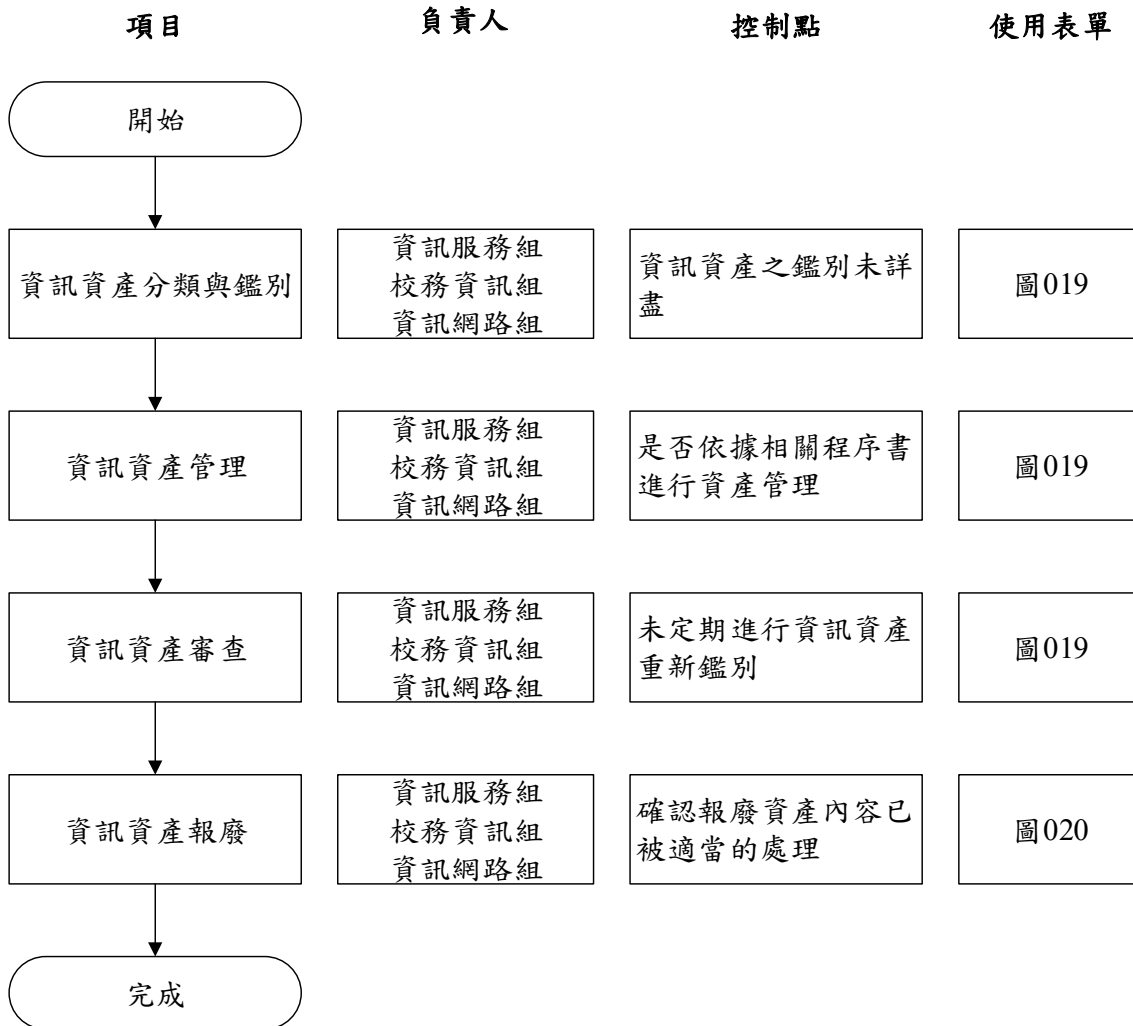 項目
負責人
控制點
使用表單
開始
資訊資產分類與鑑別
資訊服務組
校務資訊組
資訊網路組
資訊資產之鑑別未詳
盡
圖019
資訊資產管理
資訊服務組
校務資訊組
資訊網路組
是否依據相關程序書
進行資產管理
圖019
資訊資產審查
資訊服務組
校務資訊組
資訊網路組
未定期進行資訊資產
重新鑑別
圖019
資訊資產報廢
資訊服務組
校務資訊組
資訊網路組
確認報廢資產內容已
被適當的處理
圖020
完成